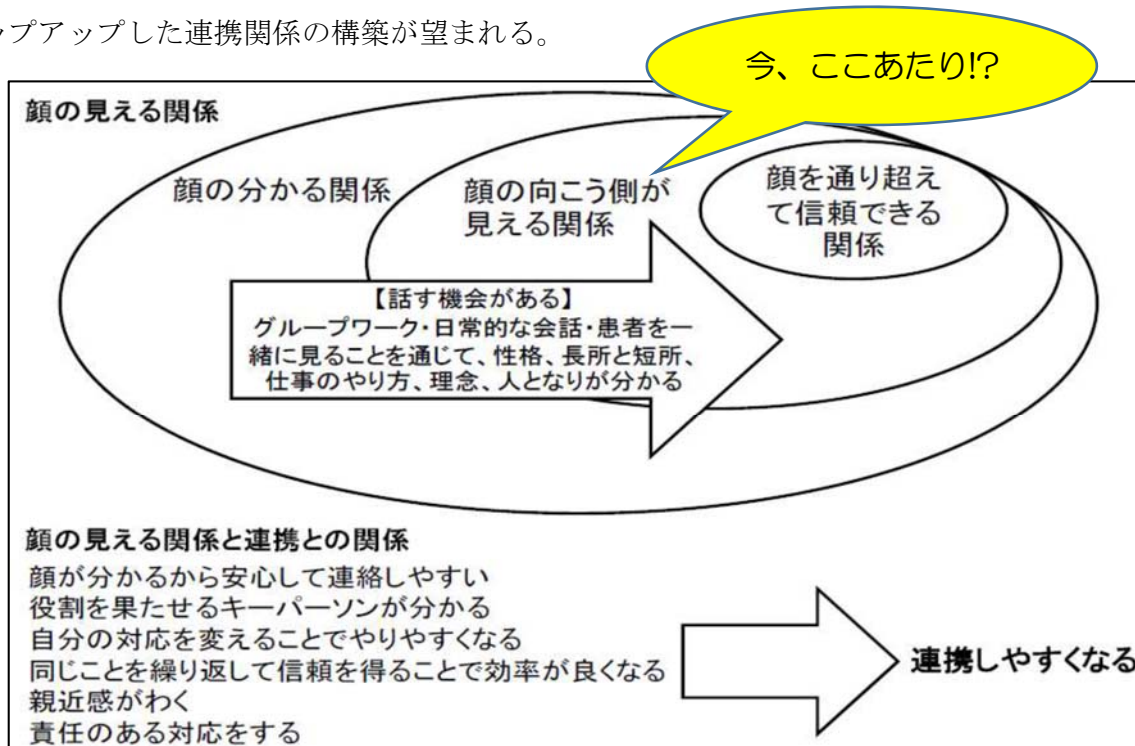 ップアップした連携関係の構築が望まれる。
今、ここあたり!?
顔の見える関係
顔の分かる関係
顔の向こう側が
見える関係
顔を通り超え
て信頼できる
関係
【話す機会がある】
グループワーク・日常的な会話・患者を一
緒に見ることを通じて、性格、長所と短所、
仕事のやり方、理念、人となりが分かる
顔の見える関係と連携との関係
顔が分かるから安心して連絡しやすい
役割を果たせるキーパーソンが分かる
自分の対応を変えることでやりやすくなる
同じことを繰り返して信頼を得ることで効率が良くなる
親近感がわく
責任のある対応をする
連携しやすくなる